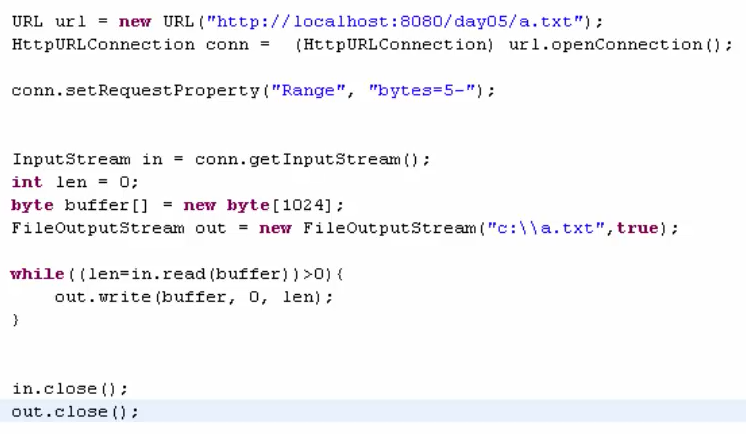 URL url = new URL("http://localhost:8080/day05/a.txt");
HttpURLConnection conn =  (HttpURLConnection) url.openConnection();
conn.setRequestProperty("Range", "bytes=5-");
InputStream in = conn.getInputStream();
int len = 0;
byte buffer[] = new byte[1024];
FileOutputStream out = new FileOutputStream("c:\\a.txt",true);
while((len=in.read(buffer))>0){
    out.write(buffer, 0, len);
}
in.close();
out.close();